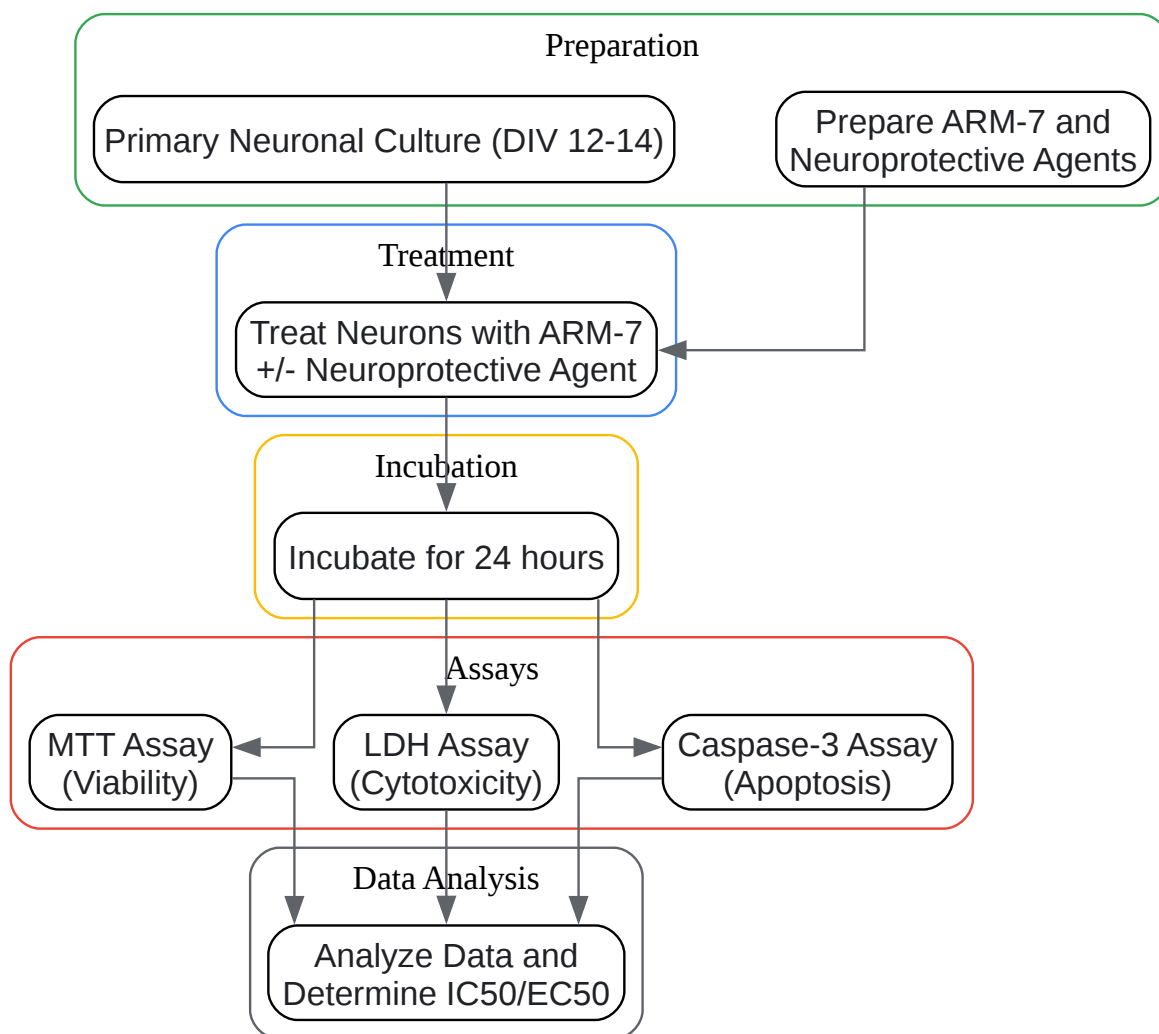 Preparation
Primary Neuronal Culture (DIV 12-14)
Prepare ARM-7 and
Neuroprotective Agents
Treatment
Treat Neurons with ARM-7
+/- Neuroprotective Agent
Incubation
Incubate for 24 hours
Assays
MTT Assay
(Viability)
LDH Assay
(Cytotoxicity)
Caspase-3 Assay
(Apoptosis)
Data Analysis
Analyze Data and
Determine IC50/EC50